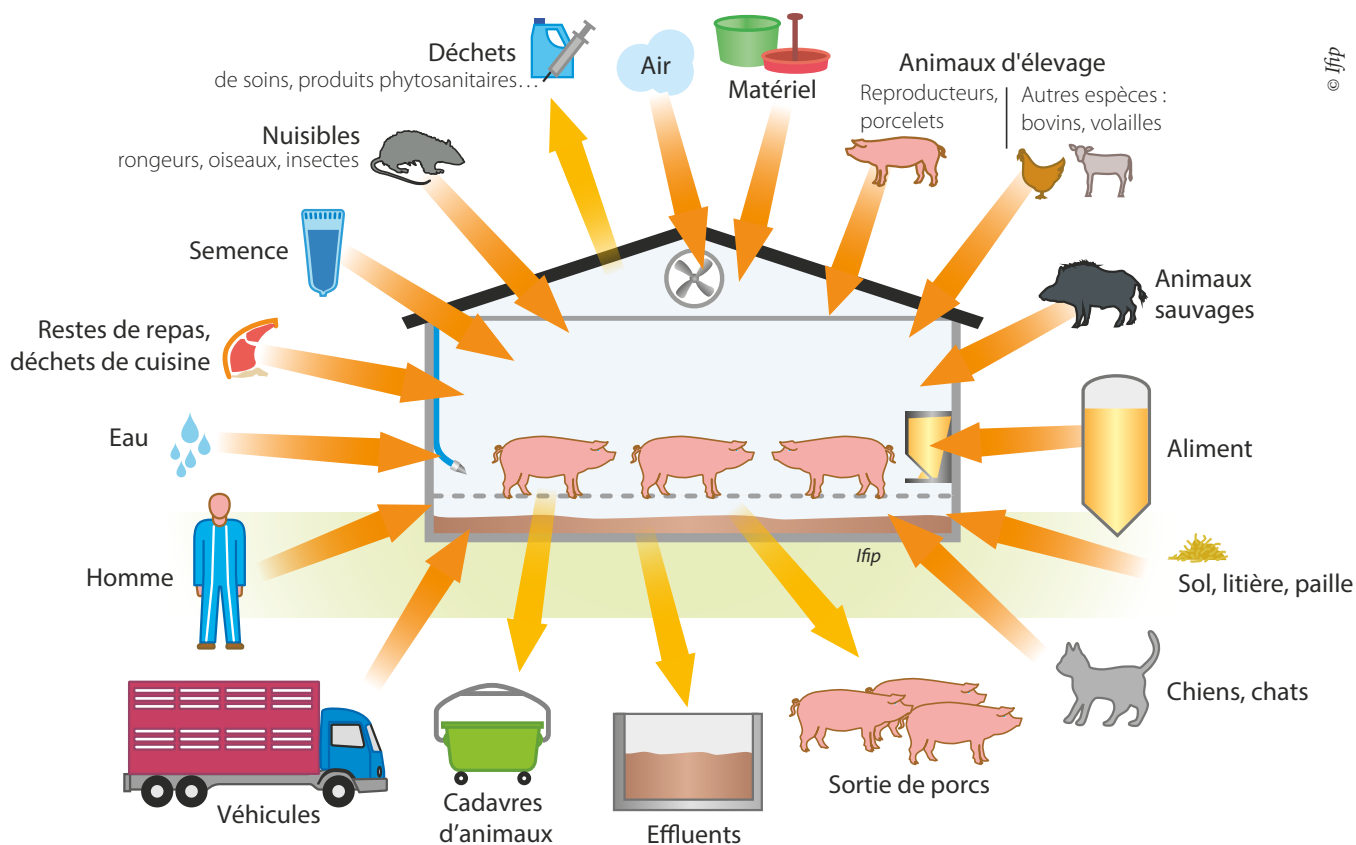 © Ifip
Déchets
de soins, produits phytosanitaires…
Air
Matériel
Animaux d'élevage
Reproducteurs,
porcelets
Autres espèces :
bovins, volailles
Nuisibles
rongeurs, oiseaux, insectes
Semence
Animaux
sauvages
Restes de repas,
déchets de cuisine
Eau
Aliment
Ifip
Homme
Sol, litière, paille
Chiens, chats
Véhicules
Cadavres
d’animaux
Effluents
Sortie de porcs